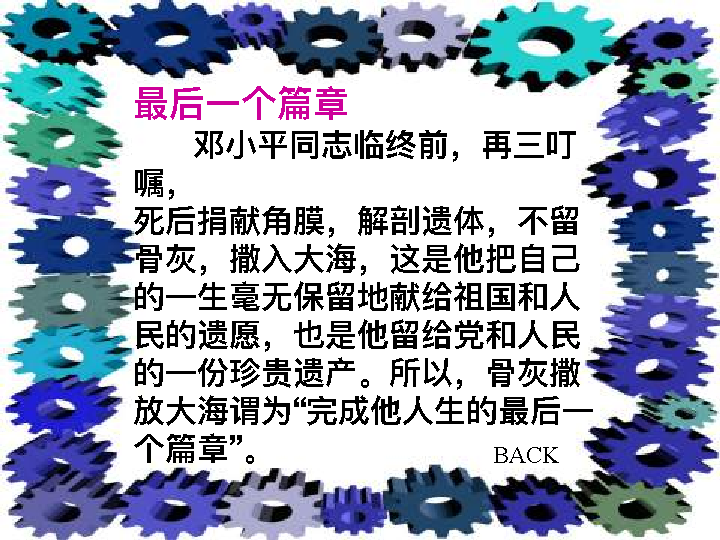 最后一个篇章
邓小平同志临终前，再三叮
嘱，
死后捐献角膜，解剖遗体，不留
骨灰，撒入大海，这是他把自己
的一生毫无保留地献给祖国和人
民的遗愿，也是他留给党和人民
的一份珍贵遗产。所以，骨灰撒
放大海谓为“完成他人生的最后一
个篇章”。
BACK